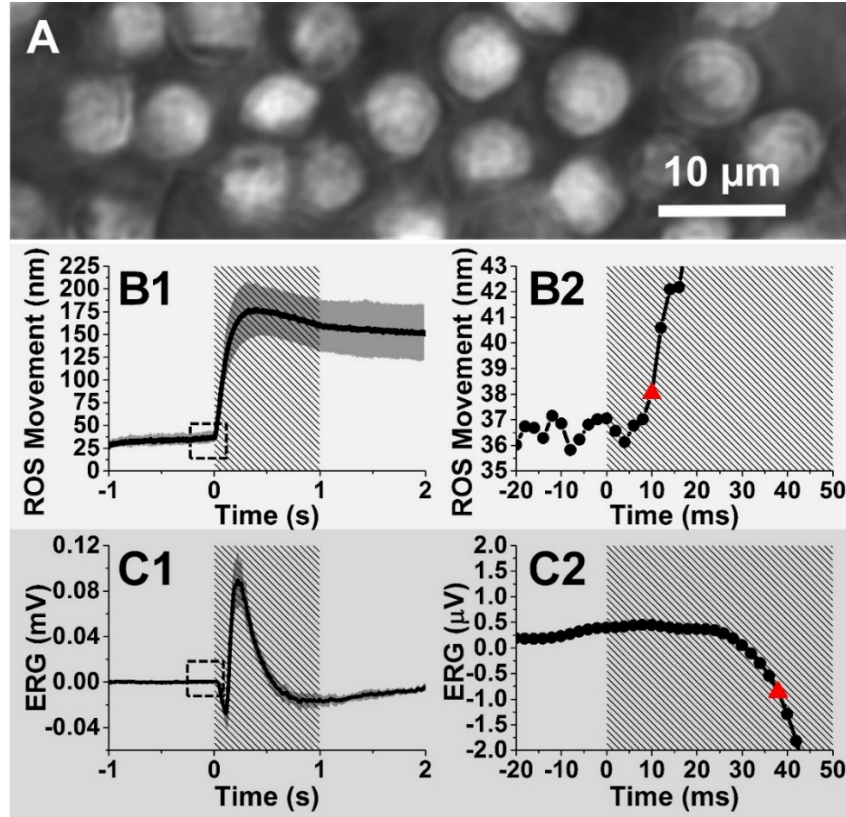 A
10 µm
B1
ROS Movement (nm)
225
200
175
150
125
100
75
50
25
0
-1 0 1 2
Time (s)
B2
ROS Movement (nm)
43
42
41
40
39
38
37
36
35
-20 -10 0 10 20 30 40 50
Time (ms)
C1
ERG (mV)
0.12
0.08
0.04
0.00
-0.04
-1 0 1 2
Time (s)
C2
ERG (µV)
2.0
1.5
1.0
0.5
0.0
-0.5
-1.0
-1.5
-2.0
-20 -10 0 10 20 30 40 50
Time (ms)